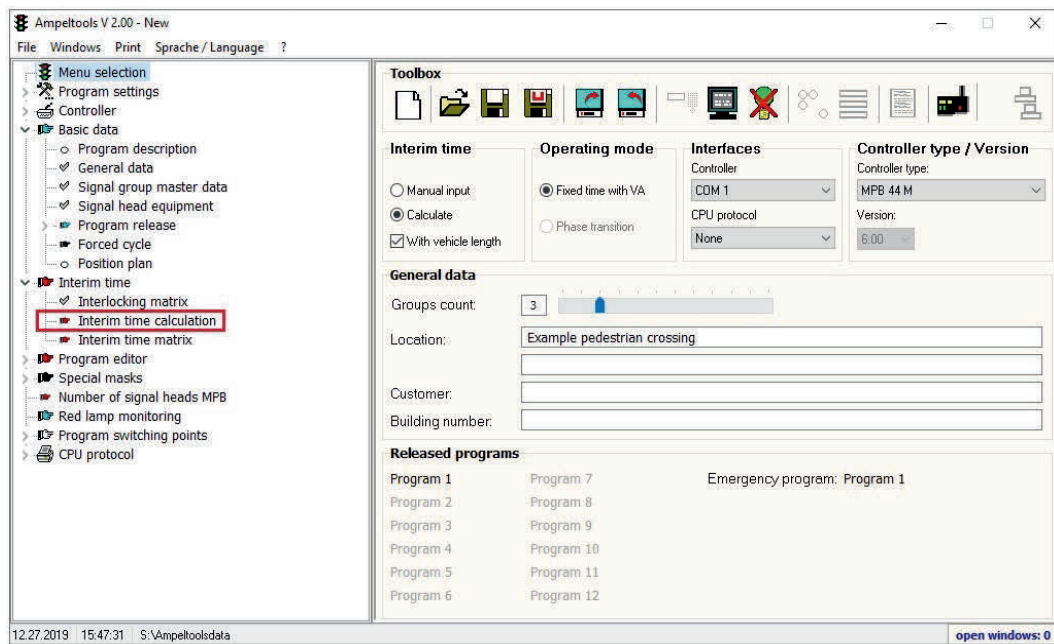 Ampeltools V 2.00 - New
File Windows Print Sprache / Language ?
Menu selection
Program settings
Controller
Basic data
Program description
General data
Signal group master data
Signal head equipment
Program release
Forced cycle
Position plan
Interim time
Interlocking matrix
Interim time calculation
Interim time matrix
Program editor
Special masks
Number of signal heads MPB
Red lamp monitoring
Program switching points
CPU protocol
Toolbox
Interim time
Manual input
Calculate
With vehicle length
Operating mode
Fixed time with VA
Phase transition
Interfaces
Controller
COM 1
CPU protocol
None
Controller type / Version
Controller type:
MPB 44 M
Version:
6.00
General data
Groups count: 3
Location: Example pedestrian crossing
Customer:
Building number:
Released programs
Program 1 Program 7 Emergency program: Program 1
Program 2 Program 8
Program 3 Program 9
Program 4 Program 10
Program 5 Program 11
Program 6 Program 12
12.27.2019 15:47:31 S:\Ampeltoolsdata open windows: 0